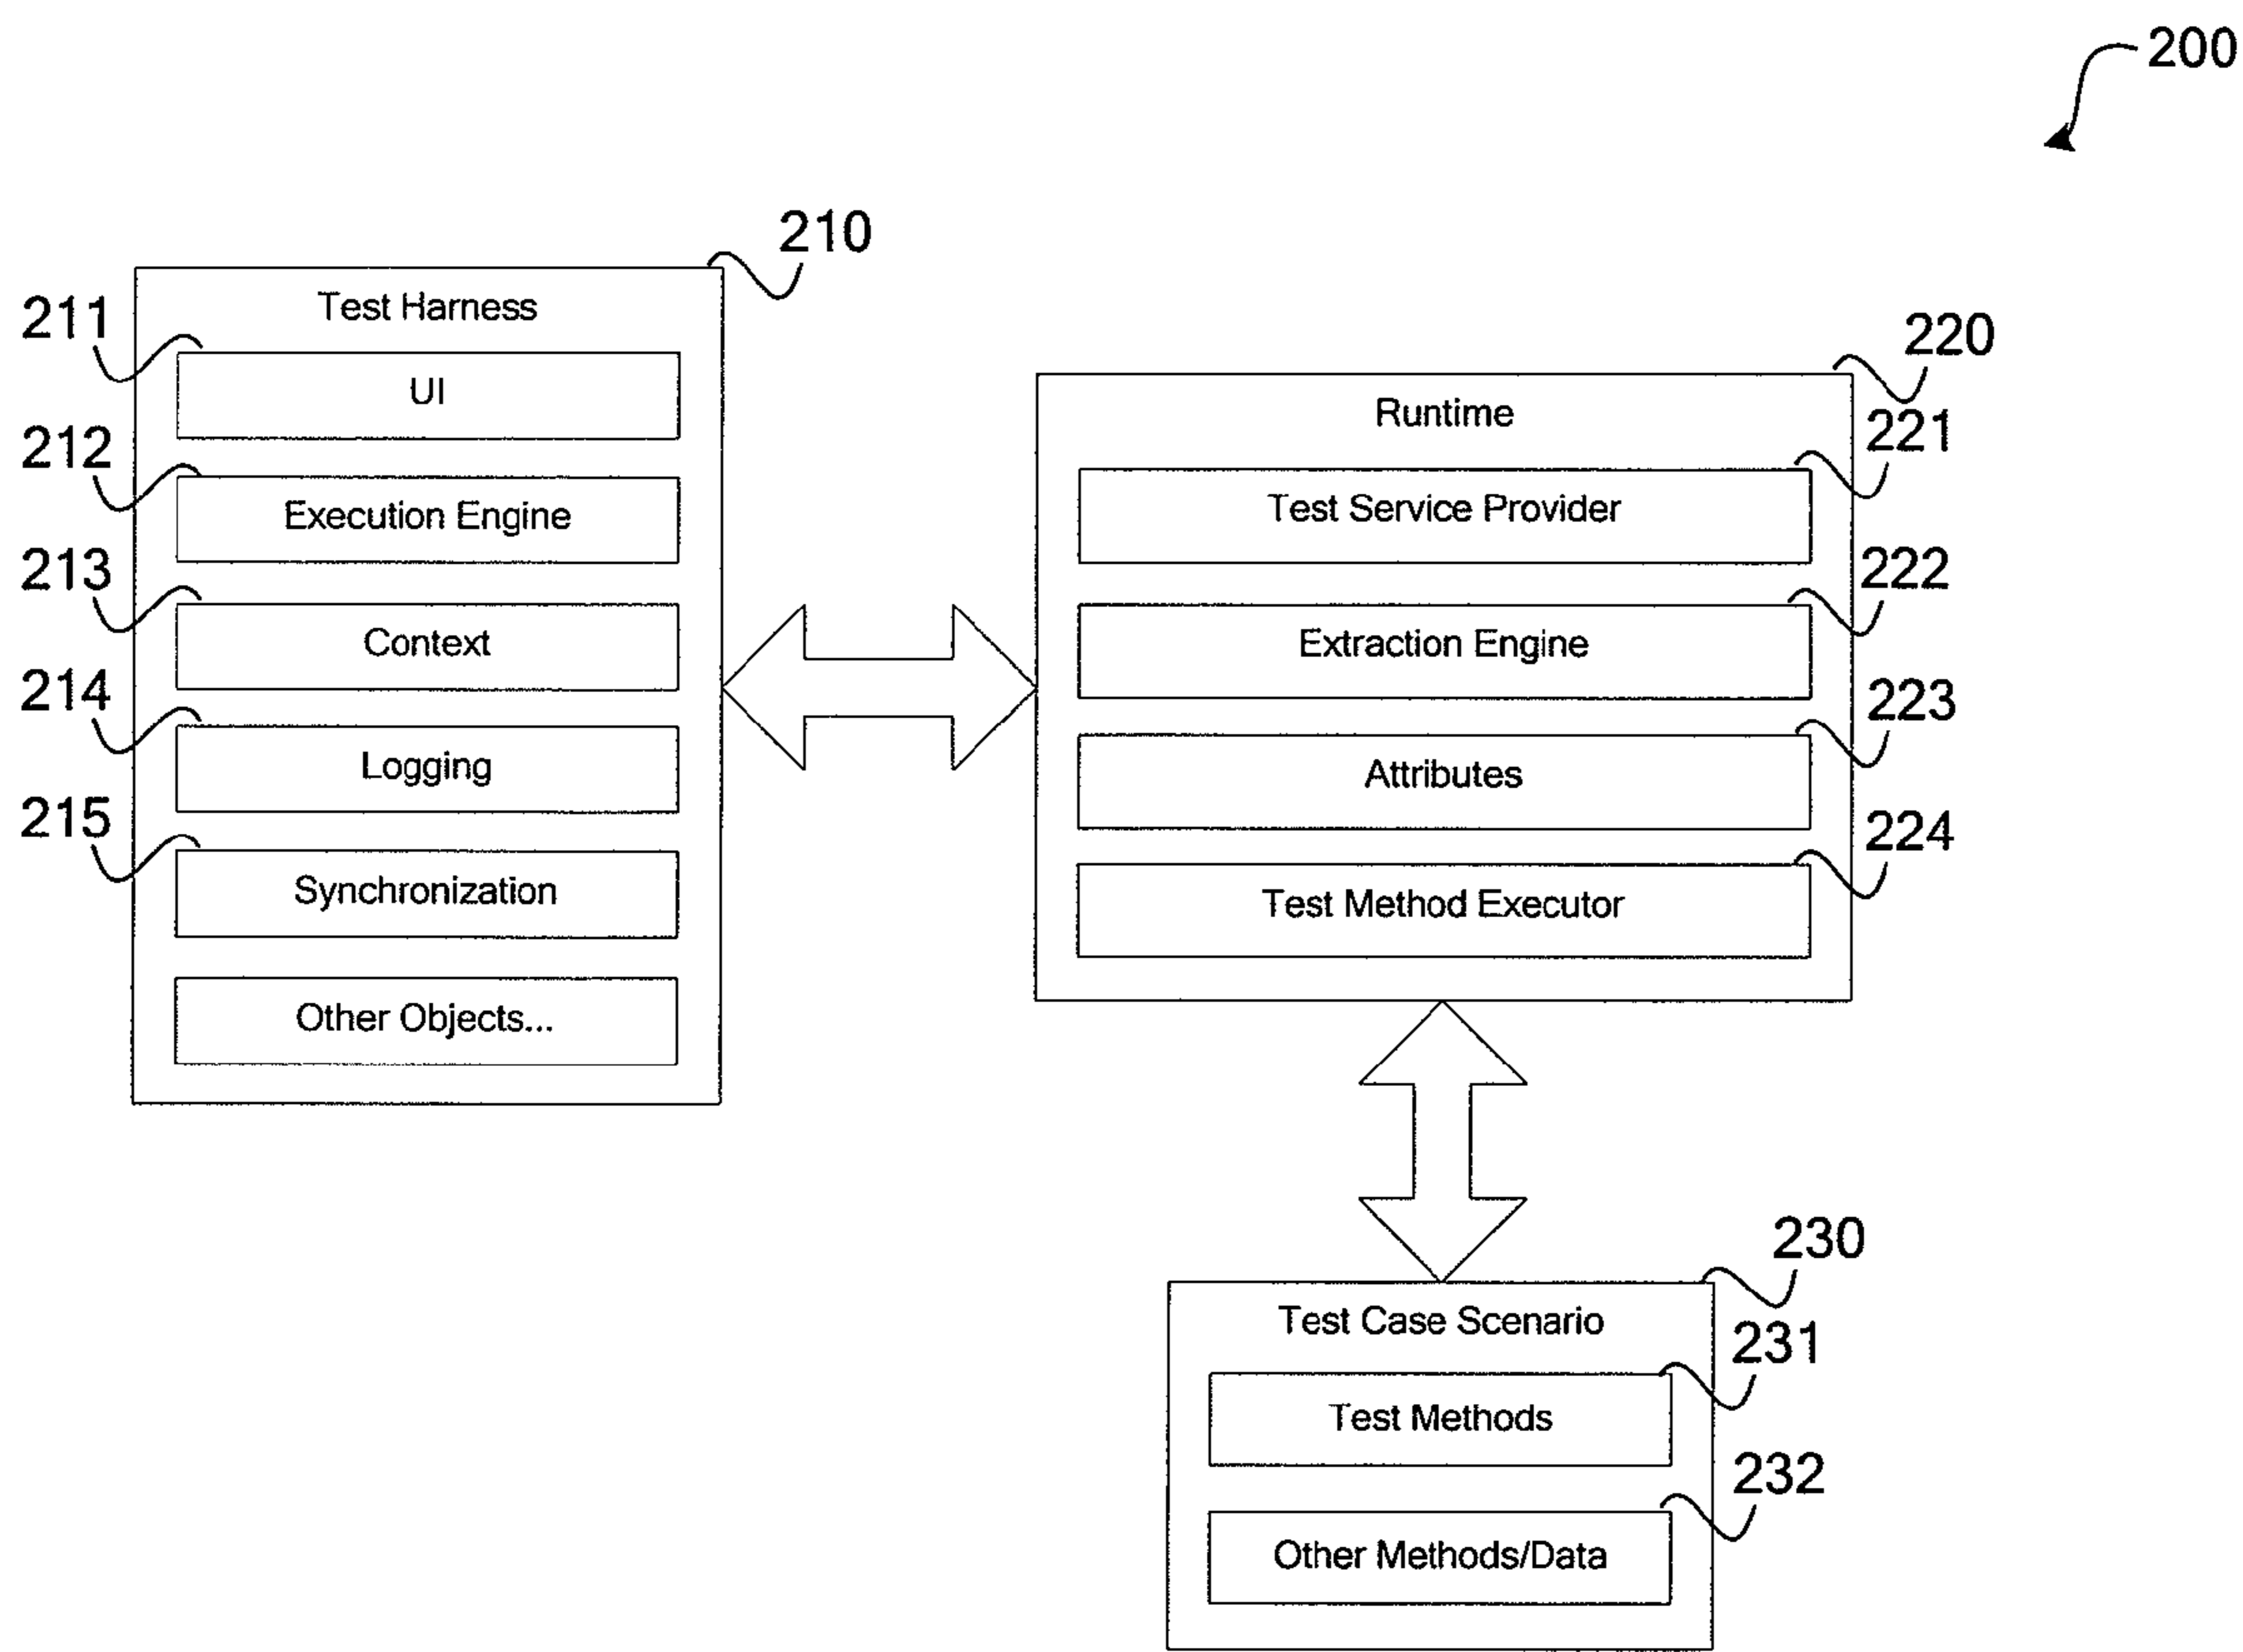 200
210
Test Harness
211
UI
212
Execution Engine
213
Context
214
Logging
215
Synchronization
Other Objects...
220
Runtime
221
Test Service Provider
222
Extraction Engine
223
Attributes
224
Test Method Executor
230
Test Case Scenario
231
Test Methods
232
Other Methods/Data